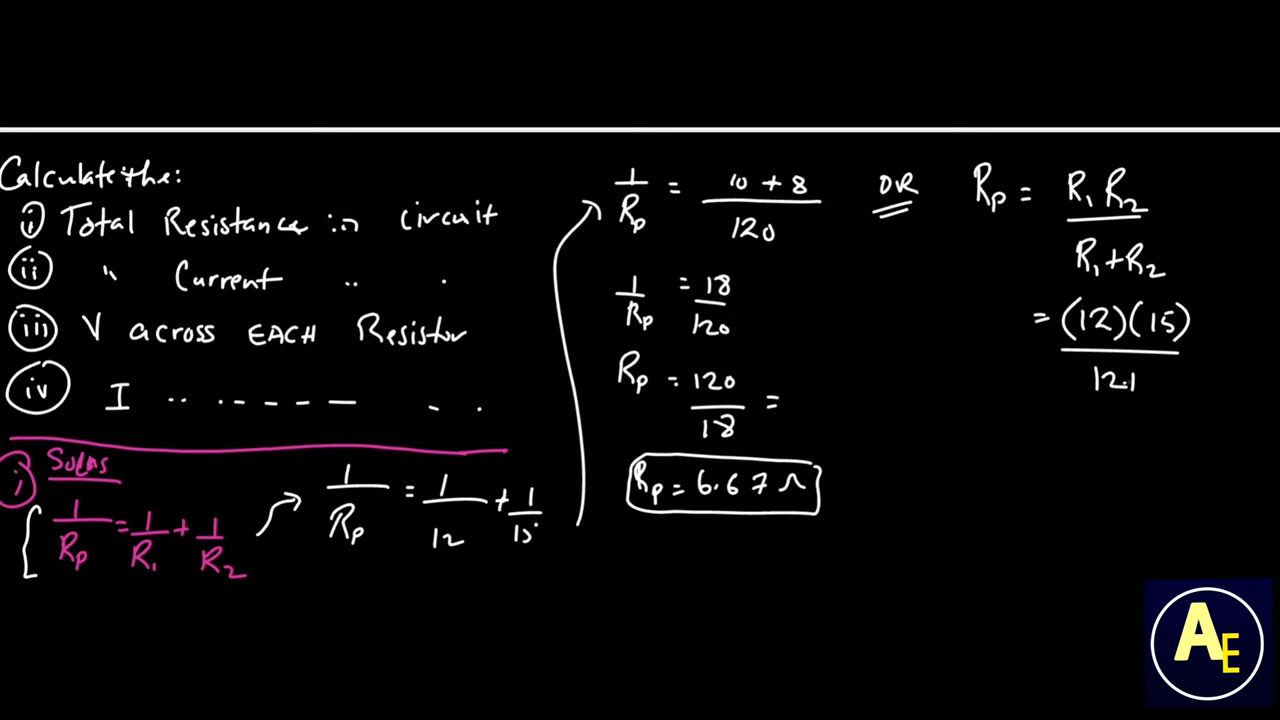 Calculate the:
i) Total Resistance in circuit
ii) " Current .. .
iii) V across EACH Resistor
iv) I .. . - - - — - .
i) Solns
1/Rp = 1/R1 + 1/R2
1/Rp = 1/12 + 1/15
1/Rp = 10 + 8 / 120
1/Rp = 18/120
Rp = 120/18 =
Rp = 6.67 Ω
OR
Rp = R1 R2 / R1 + R2
= (12)(15) / 12.1
AE